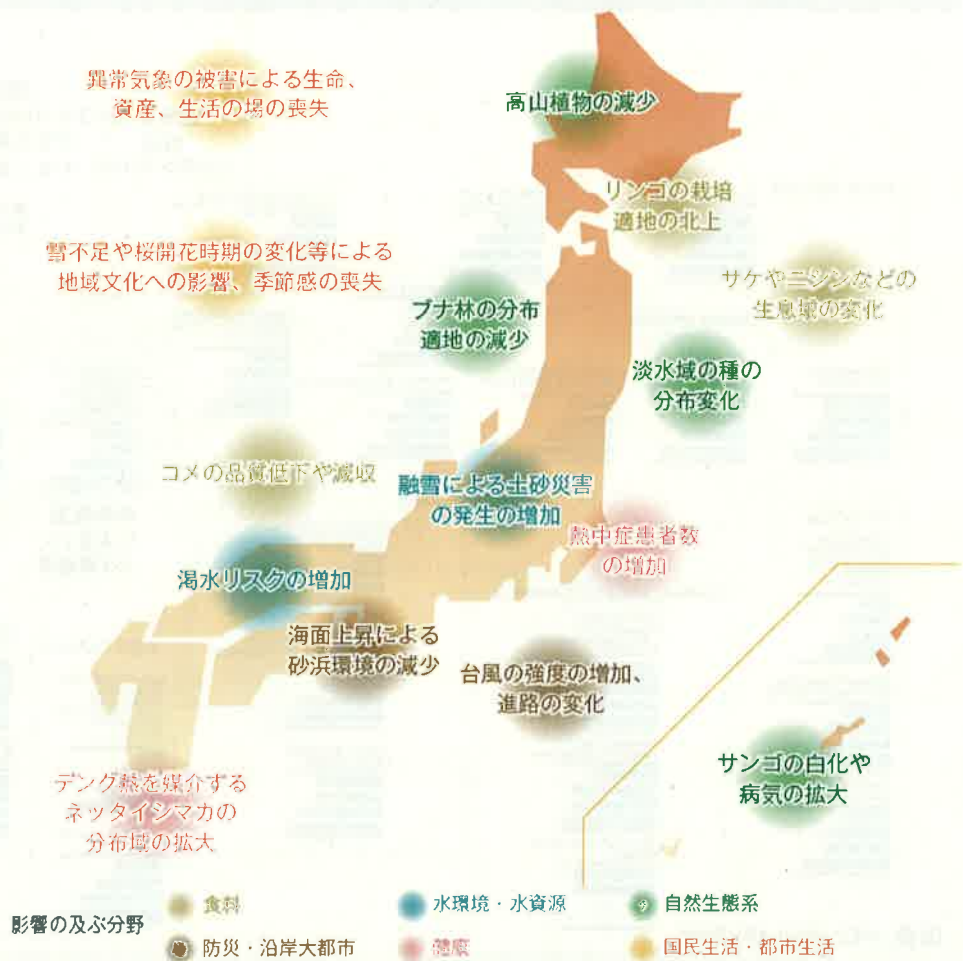 異常気象の被害による生命、
資産、生活の場の喪失
高山植物の減少
リンゴの栽培
適地の北上
雪不足や桜開花時期の変化等による
地域文化への影響、季節感の喪失
サケやニシンなどの
生息域の変化
ブナ林の分布
適地の減少
淡水域の種の
分布変化
コメの品質低下や減収
融雪による土砂災害
の発生の増加
熱中症患者数
の増加
渇水リスクの増加
海面上昇による
砂浜環境の減少
台風の強度の増加、
進路の変化
サンゴの白化や
病気の拡大
デング熱を媒介する
ネッタイシマカの
分布域の拡大
影響の及ぶ分野
食料
水環境・水資源
自然生態系
防災・沿岸大都市
健康
国民生活・都市生活